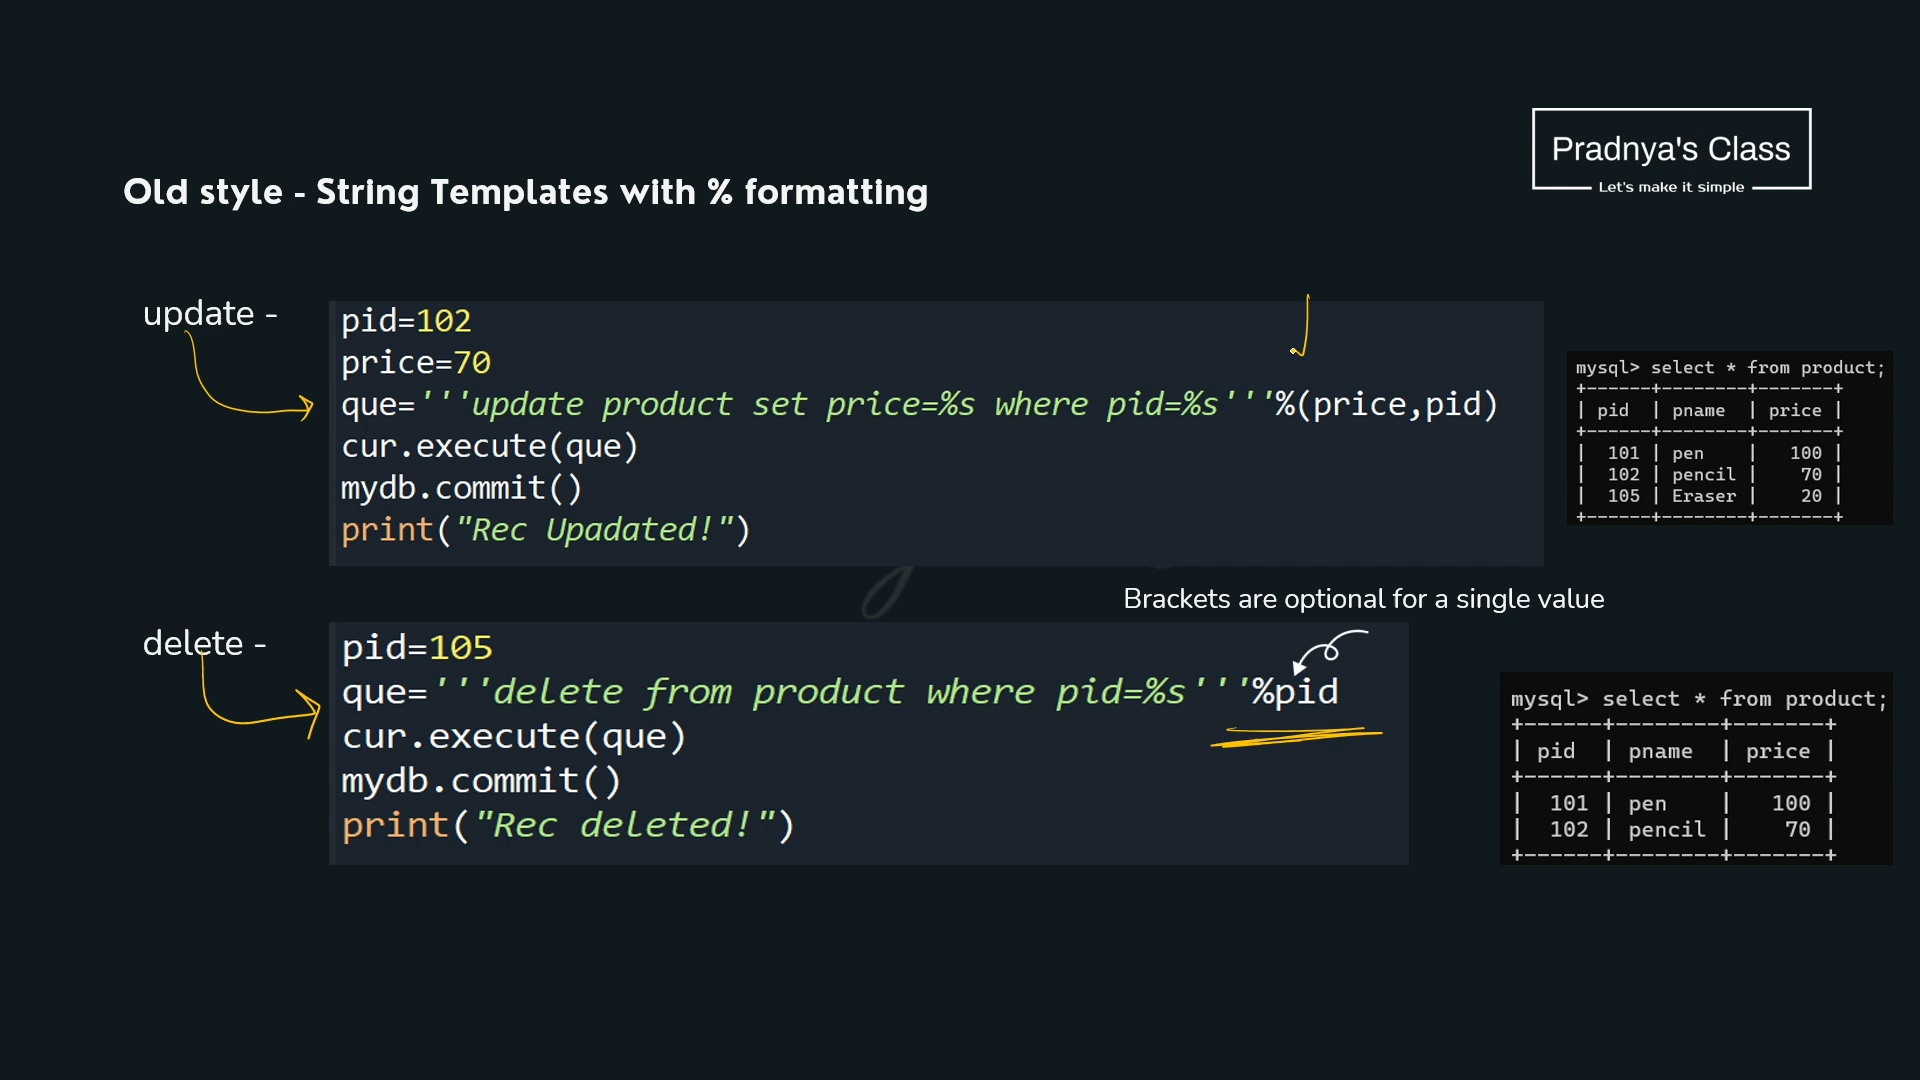 Pradnya's Class
Let's make it simple
Old style - String Templates with % formatting
update -
pid=102
price=70
que='''update product set price=%s where pid=%s'''%(price,pid)
cur.execute(que)
mydb.commit()
print("Rec Upadated!")
mysql> select * from product;
+------+--------+-------+
| pid  | pname  | price |
+------+--------+-------+
|  101 | pen    |   100 |
|  102 | pencil |    70 |
|  105 | Eraser |    20 |
+------+--------+-------+
Brackets are optional for a single value
delete -
pid=105
que='''delete from product where pid=%s'''%pid
cur.execute(que)
mydb.commit()
print("Rec deleted!")
mysql> select * from product;
+------+--------+-------+
| pid  | pname  | price |
+------+--------+-------+
|  101 | pen    |   100 |
|  102 | pencil |    70 |
+------+--------+-------+